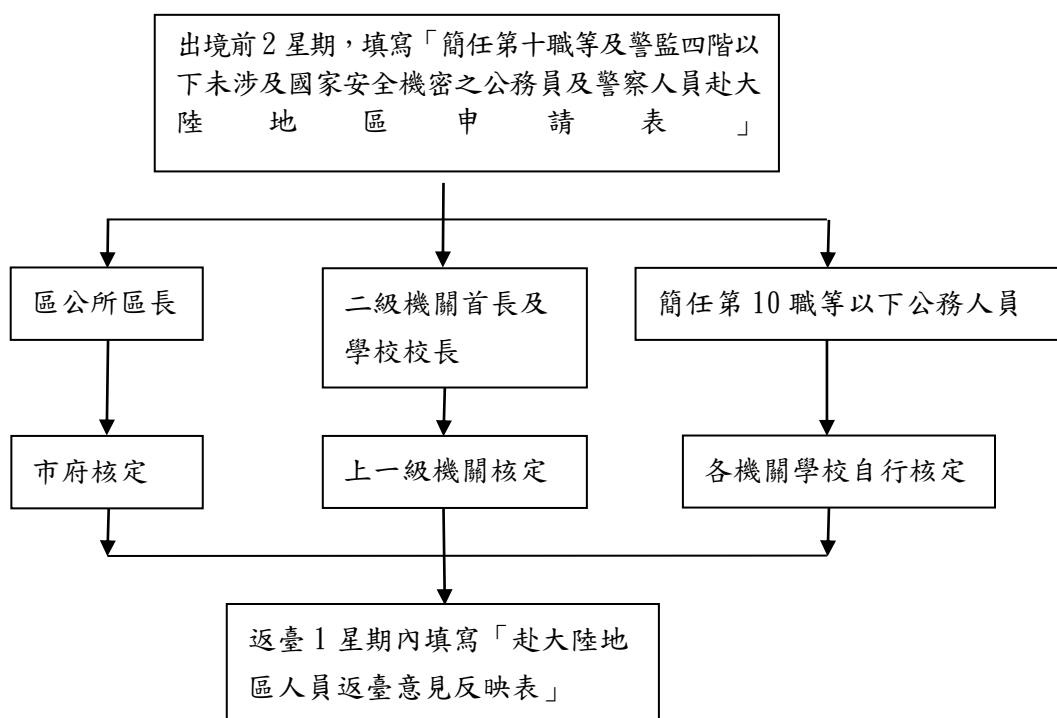 出境前2星期，填寫「簡任第十職等及警監四階以
下未涉及國家安全機密之公務員及警察人員赴大
陸地區申請表」
區公所區長
二級機關首長及
學校校長
簡任第10職等以下公務人員
市府核定
上一級機關核定
各機關學校自行核定
返臺1星期內填寫「赴大陸地
區人員返臺意見反映表」